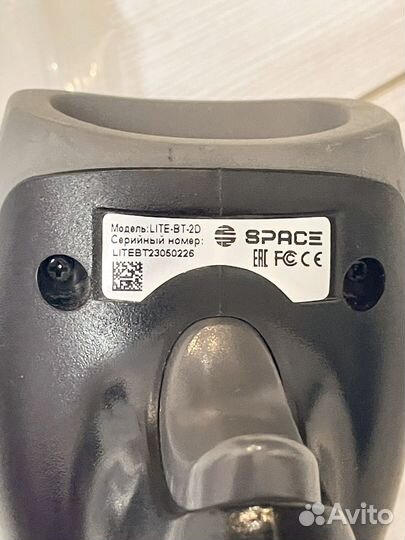 Модель:LITE-BT-2D
Серийный номер:
LITEBT23050226
SPACE
EAC FC CE
Avito